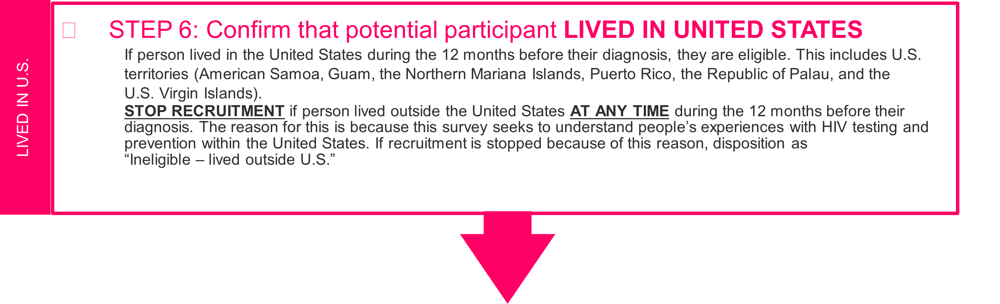 LIVED IN U.S.
STEP 6: Confirm that potential participant LIVED IN UNITED STATES
If person lived in the United States during the 12 months before their diagnosis, they are eligible. This includes U.S.
territories (American Samoa, Guam, the Northern Mariana Islands, Puerto Rico, the Republic of Palau, and the
U.S. Virgin Islands).
STOP RECRUITMENT if person lived outside the United States AT ANY TIME during the 12 months before their
diagnosis. The reason for this is because this survey seeks to understand people’s experiences with HIV testing and
prevention within the United States. If recruitment is stopped because of this reason, disposition as
“Ineligible – lived outside U.S.”